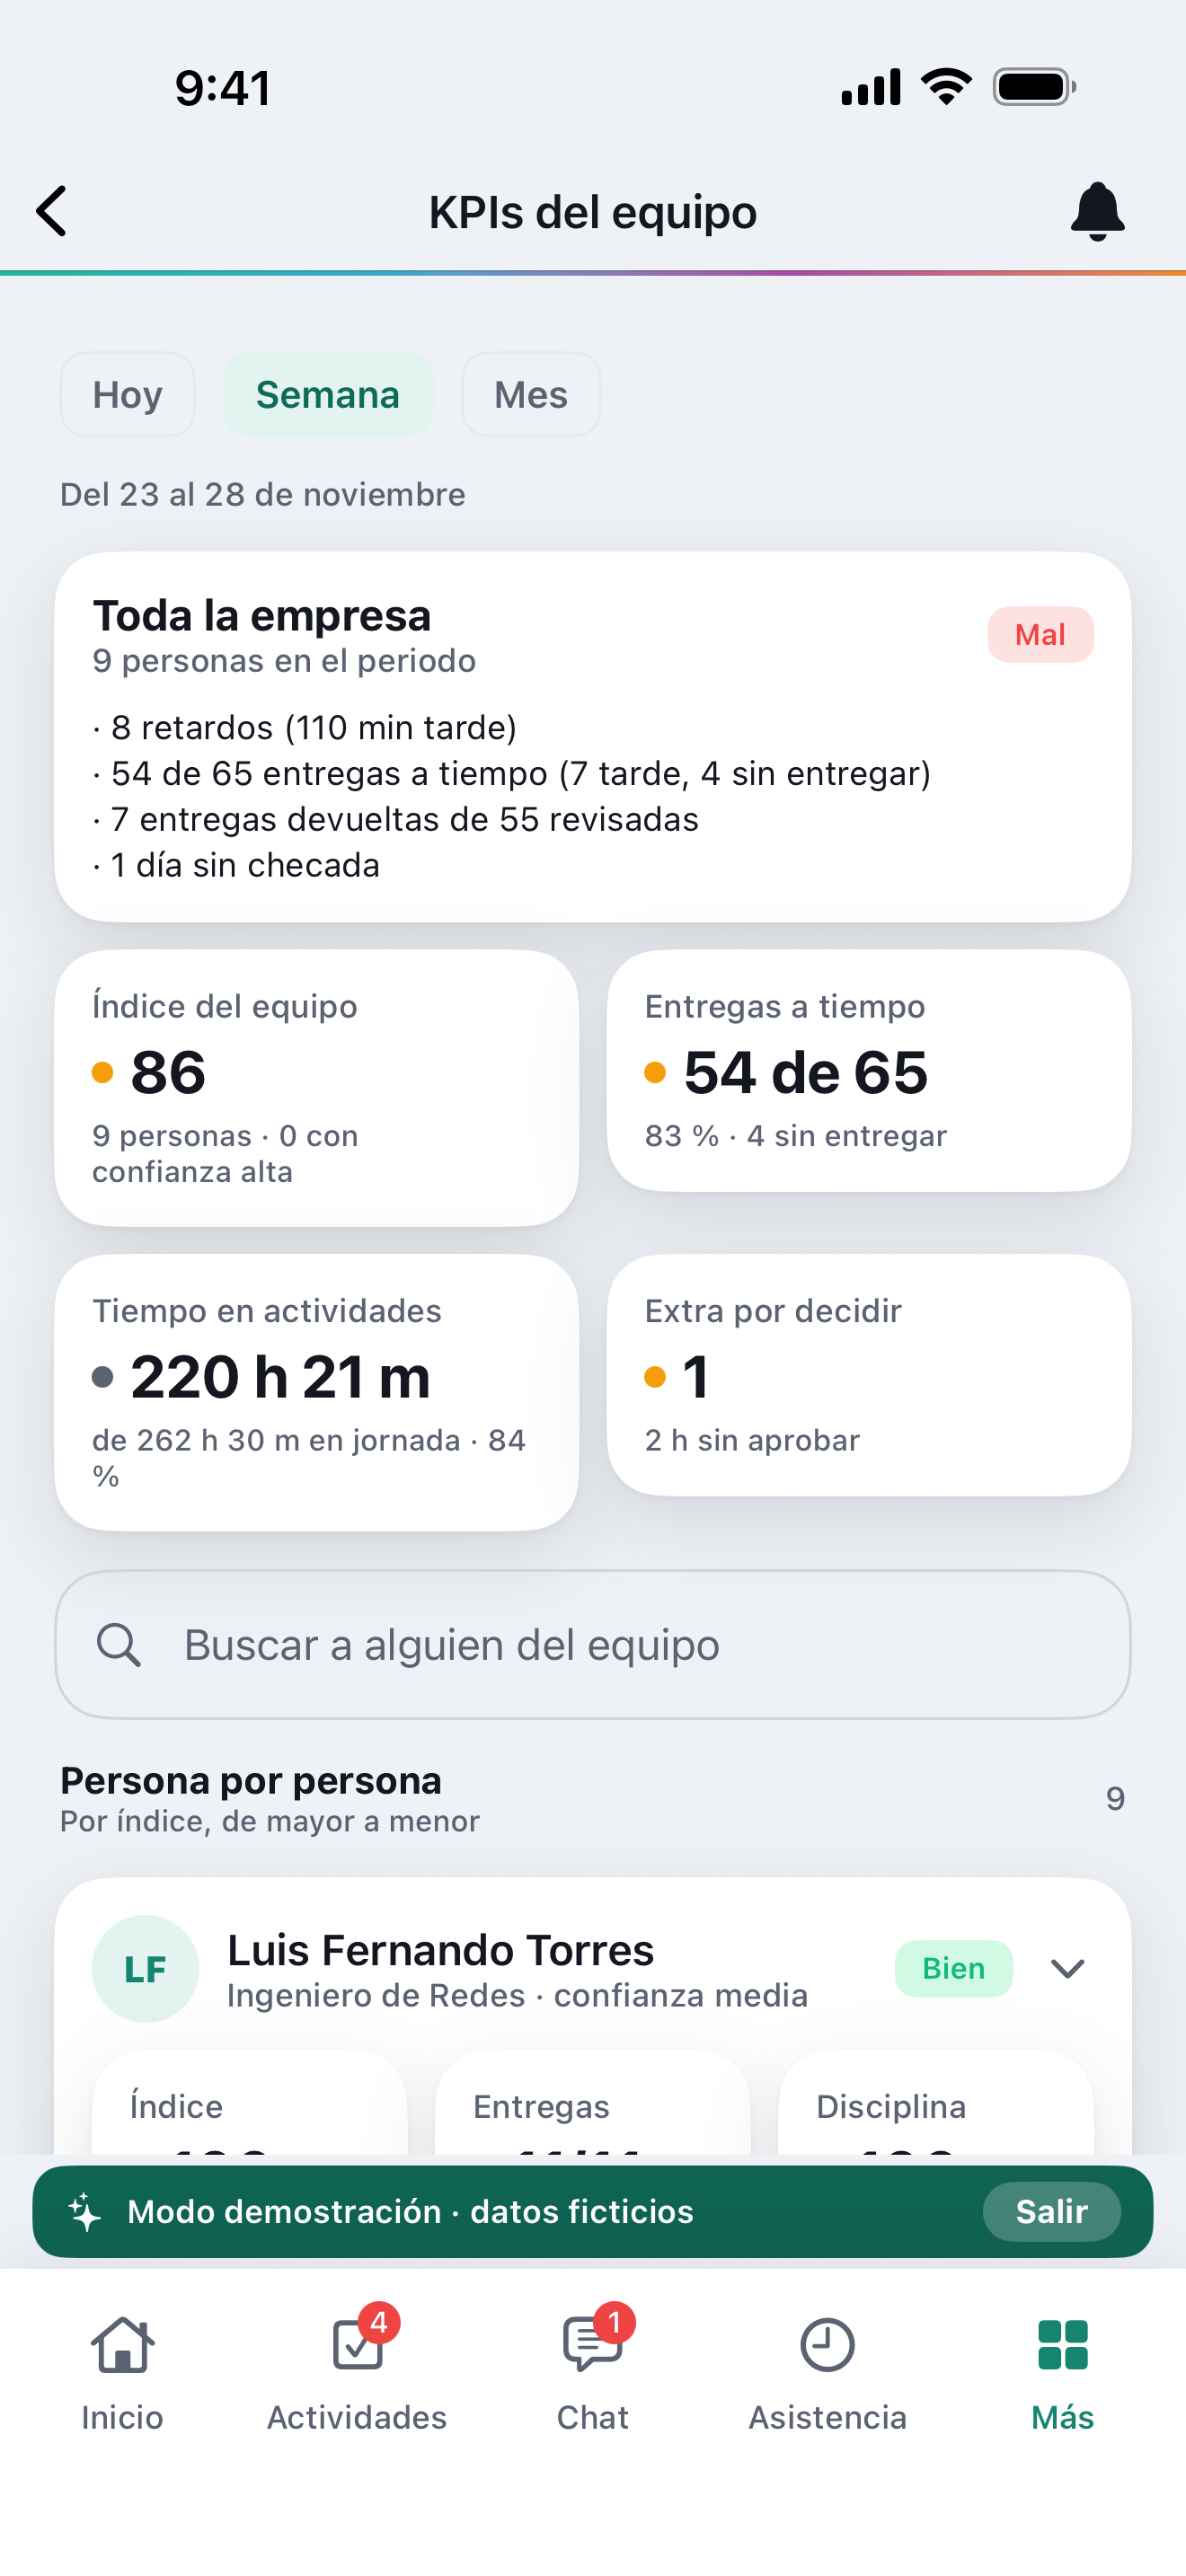 9:41
KPIs del equipo
Hoy
Semana
Mes
Del 23 al 28 de noviembre
Toda la empresa
Mal
9 personas en el periodo
· 8 retardos (110 min tarde)
· 54 de 65 entregas a tiempo (7 tarde, 4 sin entregar)
· 7 entregas devueltas de 55 revisadas
· 1 día sin checada
Índice del equipo
86
9 personas · 0 con
confianza alta
Entregas a tiempo
54 de 65
83 % · 4 sin entregar
Tiempo en actividades
220 h 21 m
de 262 h 30 m en jornada · 84
%
Extra por decidir
1
2 h sin aprobar
Buscar a alguien del equipo
Persona por persona
9
Por índice, de mayor a menor
LF
Luis Fernando Torres
Ingeniero de Redes · confianza media
Bien
Índice
Entregas
Disciplina
Modo demostración · datos ficticios
Salir
4
1
Inicio
Actividades
Chat
Asistencia
Más